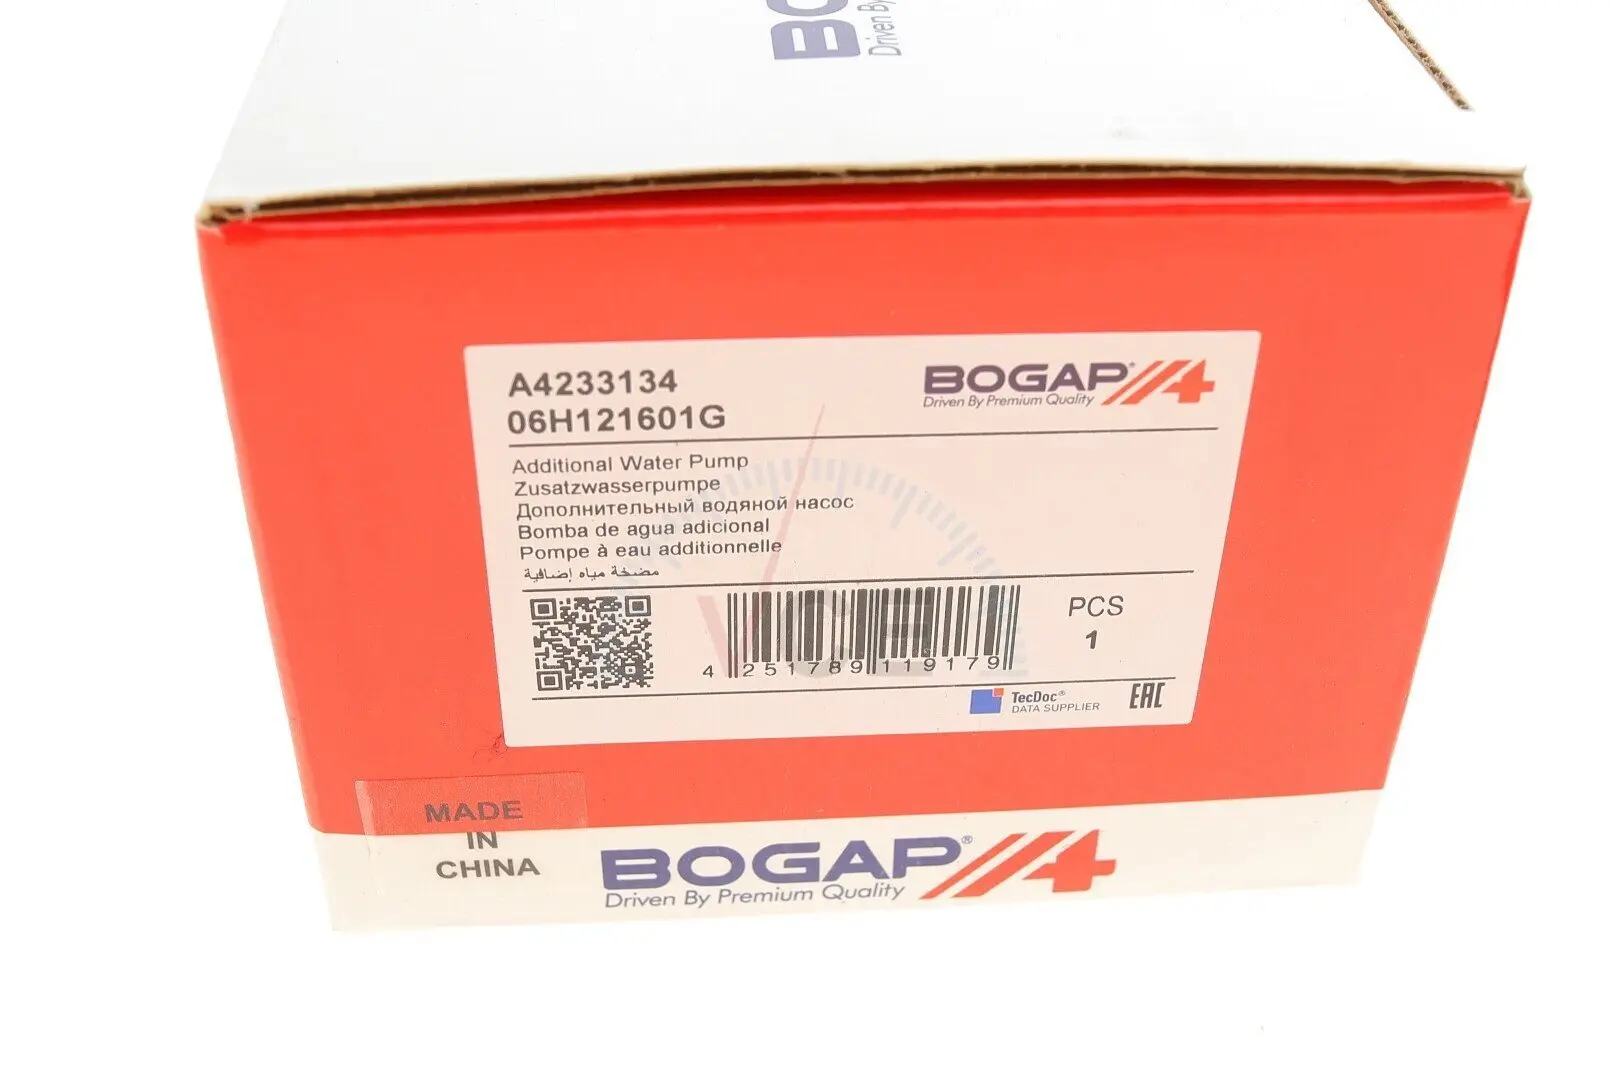 BOG
Driven By
A4233134
06H121601G
BOGAP®
Driven By Premium Quality
Additional Water Pump
Zusatzwasserpumpe
Дополнительный водяной насос
Bomba de agua adicional
Pompe à eau additionnelle
مضخة مياه إضافية
4 251789 119179
PCS
1
TecDoc®
DATA SUPPLIER
EAC
MADE
IN
CHINA
BOGAP®
Driven By Premium Quality